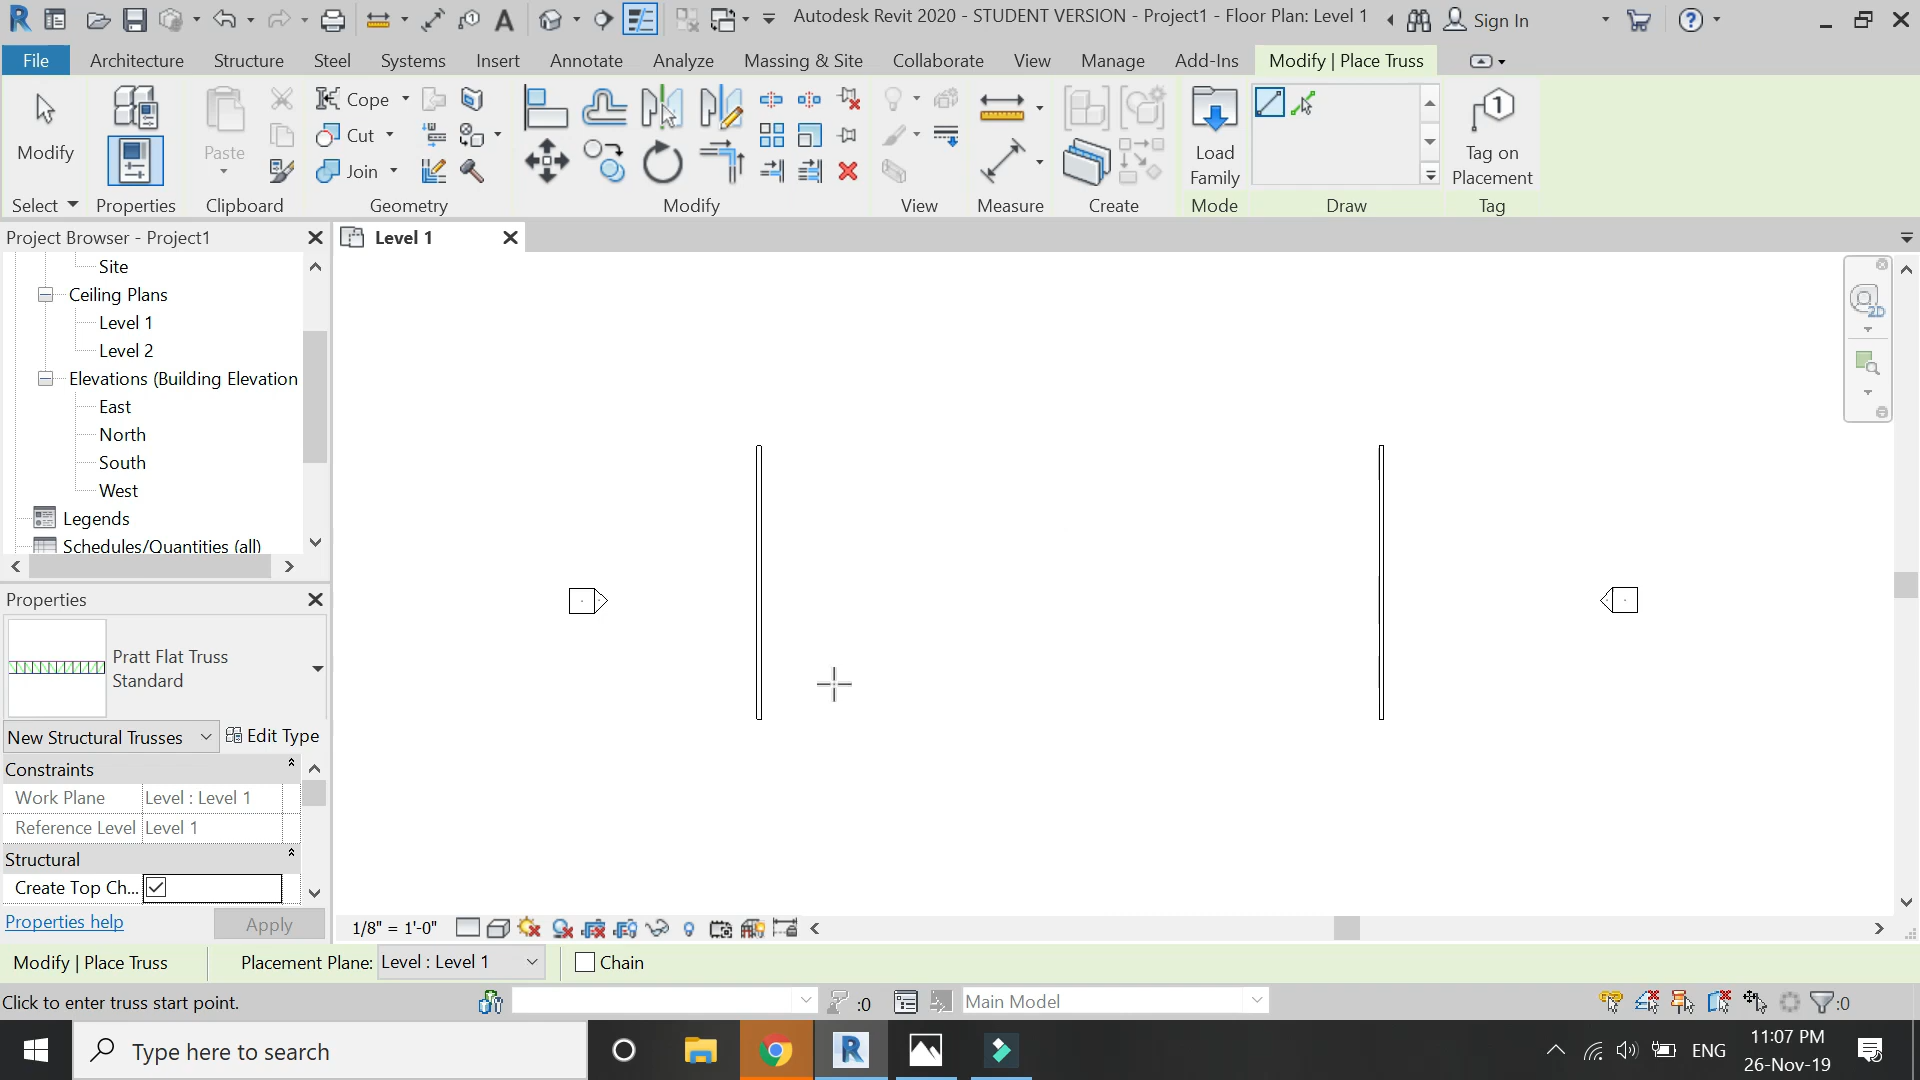 Autodesk Revit 2020 - STUDENT VERSION - Project1 - Floor Plan: Level 1
Sign In
File
Architecture
Structure
Steel
Systems
Insert
Annotate
Analyze
Massing & Site
Collaborate
View
Manage
Add-Ins
Modify | Place Truss
Modify
Paste
Cope
Cut
Join
Load
Family
1
Tag on
Placement
Select
Properties
Clipboard
Geometry
Modify
View
Measure
Create
Mode
Draw
Tag
Project Browser - Project1
Site
Ceiling Plans
Level 1
Level 2
Elevations (Building Elevation
East
North
South
West
Legends
Schedules/Quantities (all)
Level 1
2D
Properties
Pratt Flat Truss
Standard
New Structural Trusses
Edit Type
Constraints
Work Plane
Level : Level 1
Reference Level
Level 1
Structural
Create Top Ch...
Properties help
Apply
1/8" = 1'-0"
Modify | Place Truss
Placement Plane:
Level : Level 1
Chain
Click to enter truss start point.
:0
Main Model
:0
Type here to search
ENG
11:07 PM
26-Nov-19